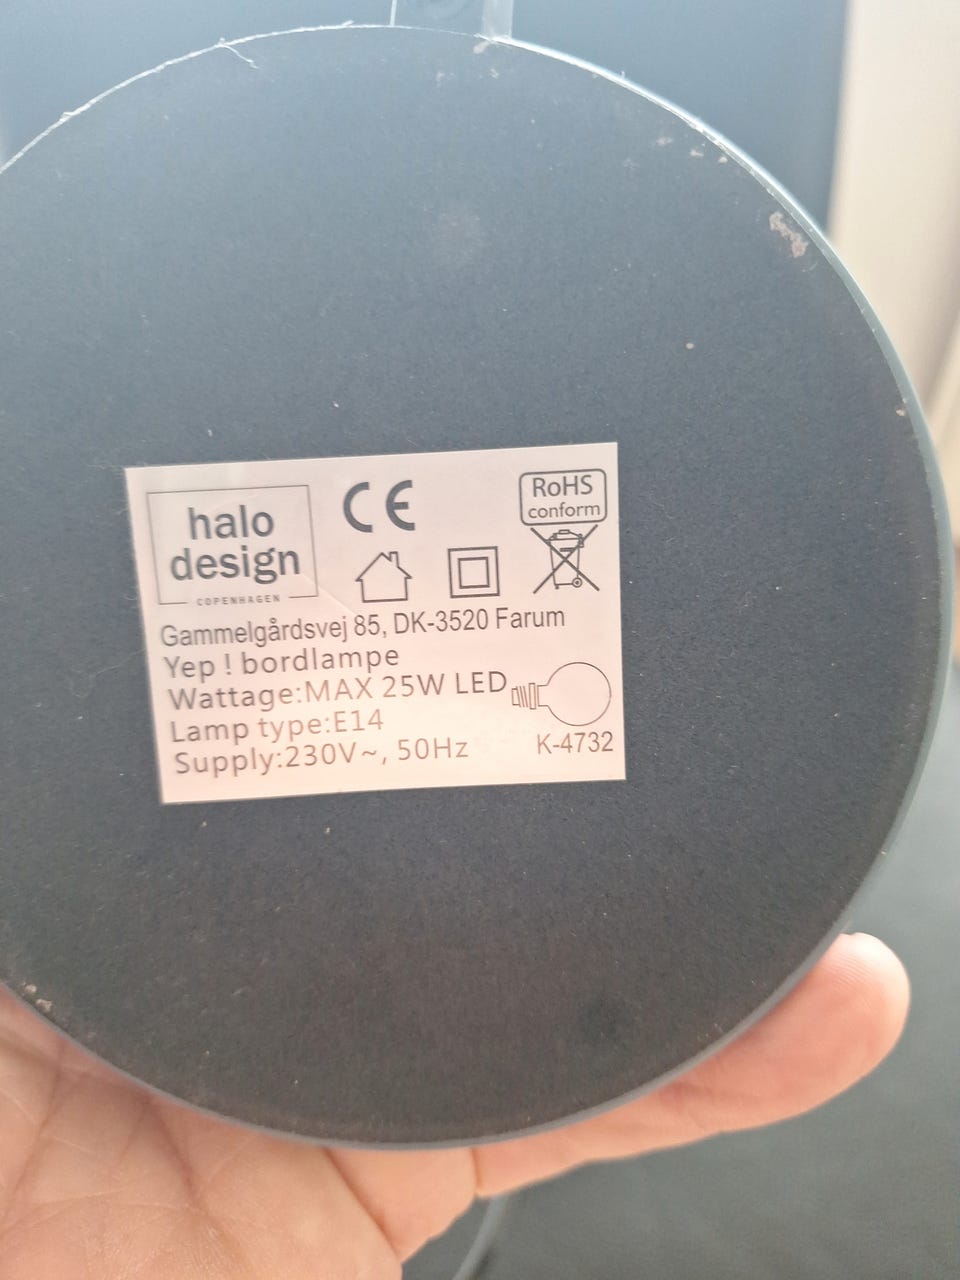 halo
design
COPENHAGEN
CE
RoHS
conform
Gammelgårdsvej 85, DK-3520 Farum
Yep ! bordlampe
Wattage:MAX 25W LED
Lamp type:E14
Supply:230V~, 50Hz
K-4732